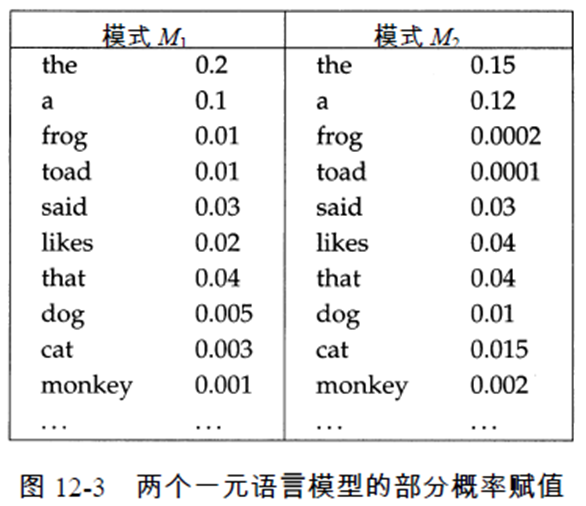 模式 M₁ 模式 M₂
the 0.2 the 0.15
a 0.1 a 0.12
frog 0.01 frog 0.0002
toad 0.01 toad 0.0001
said 0.03 said 0.03
likes 0.02 likes 0.04
that 0.04 that 0.04
dog 0.005 dog 0.01
cat 0.003 cat 0.015
monkey 0.001 monkey 0.002
… … … …
图 12-3 两个一元语言模型的部分概率赋值